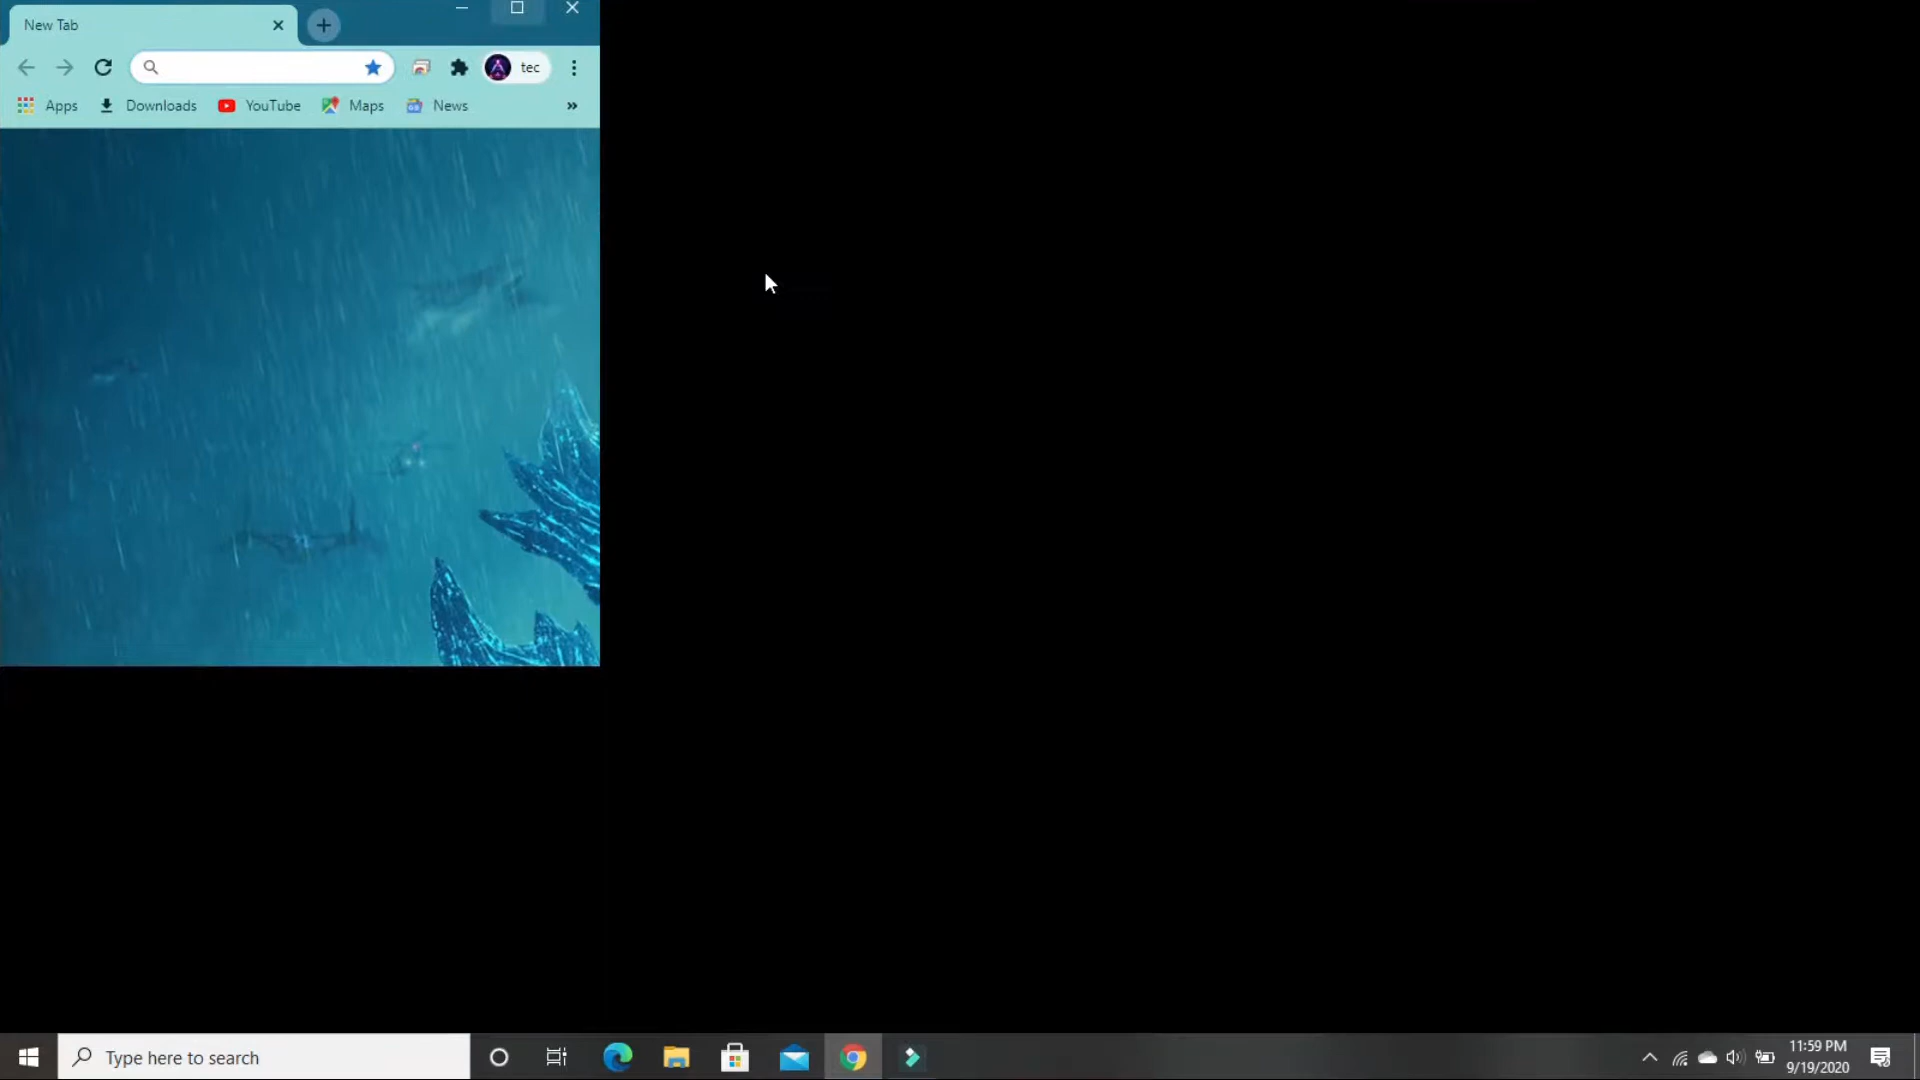 New Tab
tec
Apps
Downloads
YouTube
Maps
News
»
Type here to search
11:59 PM
9/19/2020